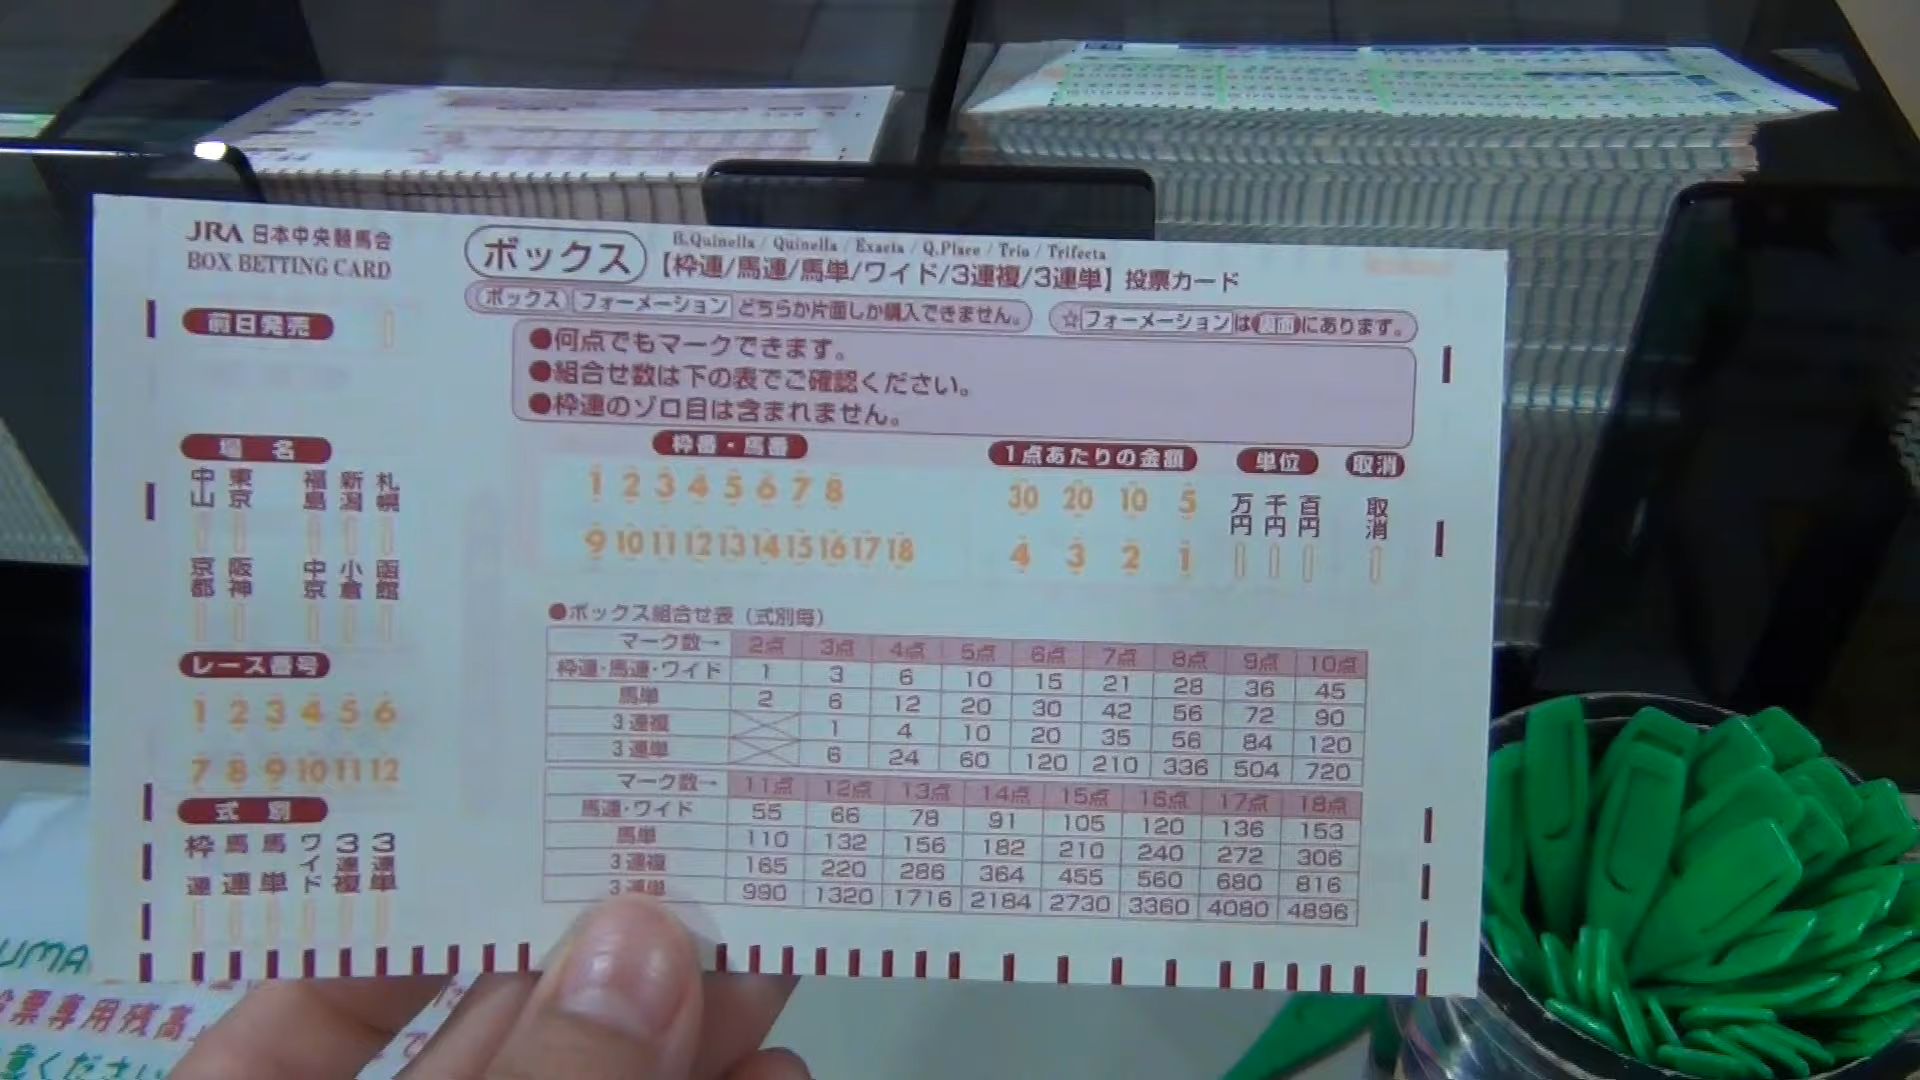 JRA 日本中央競馬会
BOX BETTING CARD
ボックス
B.Quinella / Quinella / Exacta / Q.Place / Trio / Trifecta
【枠連/馬連/馬単/ワイド/3連複/3連単】投票カード
ボックス フォーメーション どちらか片面しか購入できません。
☆フォーメーションは裏面にあります。
●何点でもマークできます。
●組合せ数は下の表でご確認ください。
●枠連のゾロ目は含まれません。
前日発売
場 名
中山 東京 福島 新潟 札幌
京都 阪神 中京 小倉 函館
レース番号
1 2 3 4 5 6
7 8 9 10 11 12
式 別
枠連 馬連 馬単 ワイド 3連複 3連単
枠番・馬番
1 2 3 4 5 6 7 8
9 10 11 12 13 14 15 16 17 18
1点あたりの金額
30 20 10 5
4 3 2 1
単位
万円 千円 百円
取消
取消
●ボックス組合せ表（式別毎）
マーク数→ 2点 3点 4点 5点 6点 7点 8点 9点 10点
枠連・馬連・ワイド 1 3 6 10 15 21 28 36 45
馬単 2 6 12 20 30 42 56 72 90
3連複 1 4 10 20 35 56 84 120
3連単 6 24 60 120 210 336 504 720
マーク数→ 11点 12点 13点 14点 15点 16点 17点 18点
馬連・ワイド 55 66 78 91 105 120 136 153
馬単 110 132 156 182 210 240 272 306
3連複 165 220 286 364 455 560 680 816
3連単 990 1320 1716 2184 2730 3360 4080 4896
UMA
投票専用残高
意ください